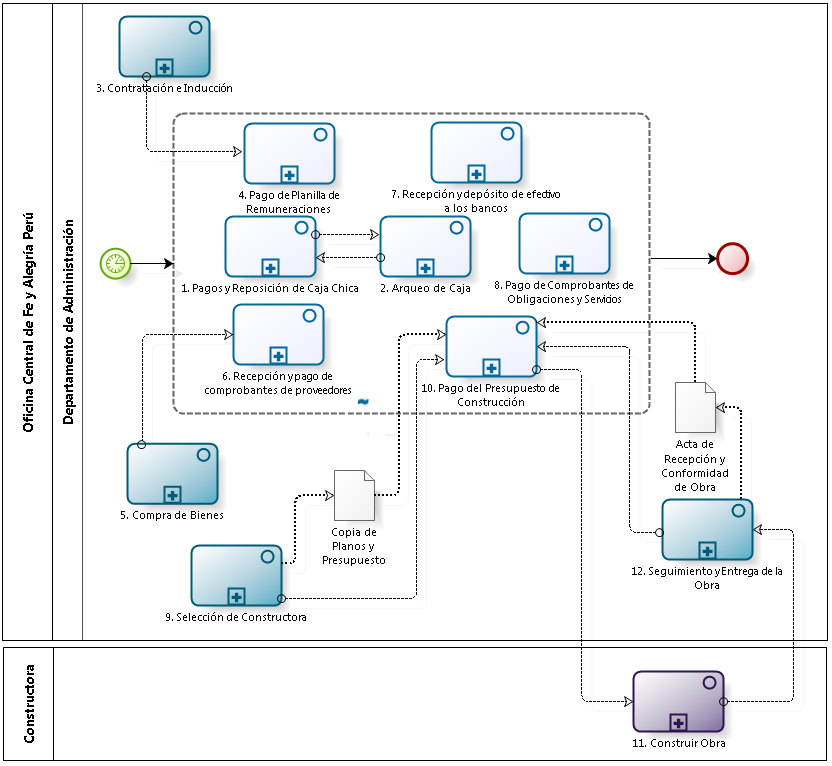 Oficina Central de Fe y Alegría Perú
Departamento de Administración
3. Contratación e Inducción
4. Pago de Planilla de
Remuneraciones
7. Recepción y depósito de efectivo
a los bancos
1. Pagos y Reposición de Caja Chica
2. Arqueo de Caja
8. Pago de Comprobantes de
Obligaciones y Servicios
6. Recepción y pago de
comprobantes de proveedores
10. Pago del Presupuesto de
Construcción
Acta de
Recepción y
Conformidad
de Obra
5. Compra de Bienes
Copia de
Planos y
Presupuesto
9. Selección de Constructora
12. Seguimiento y Entrega de la
Obra
Constructora
11. Construir Obra